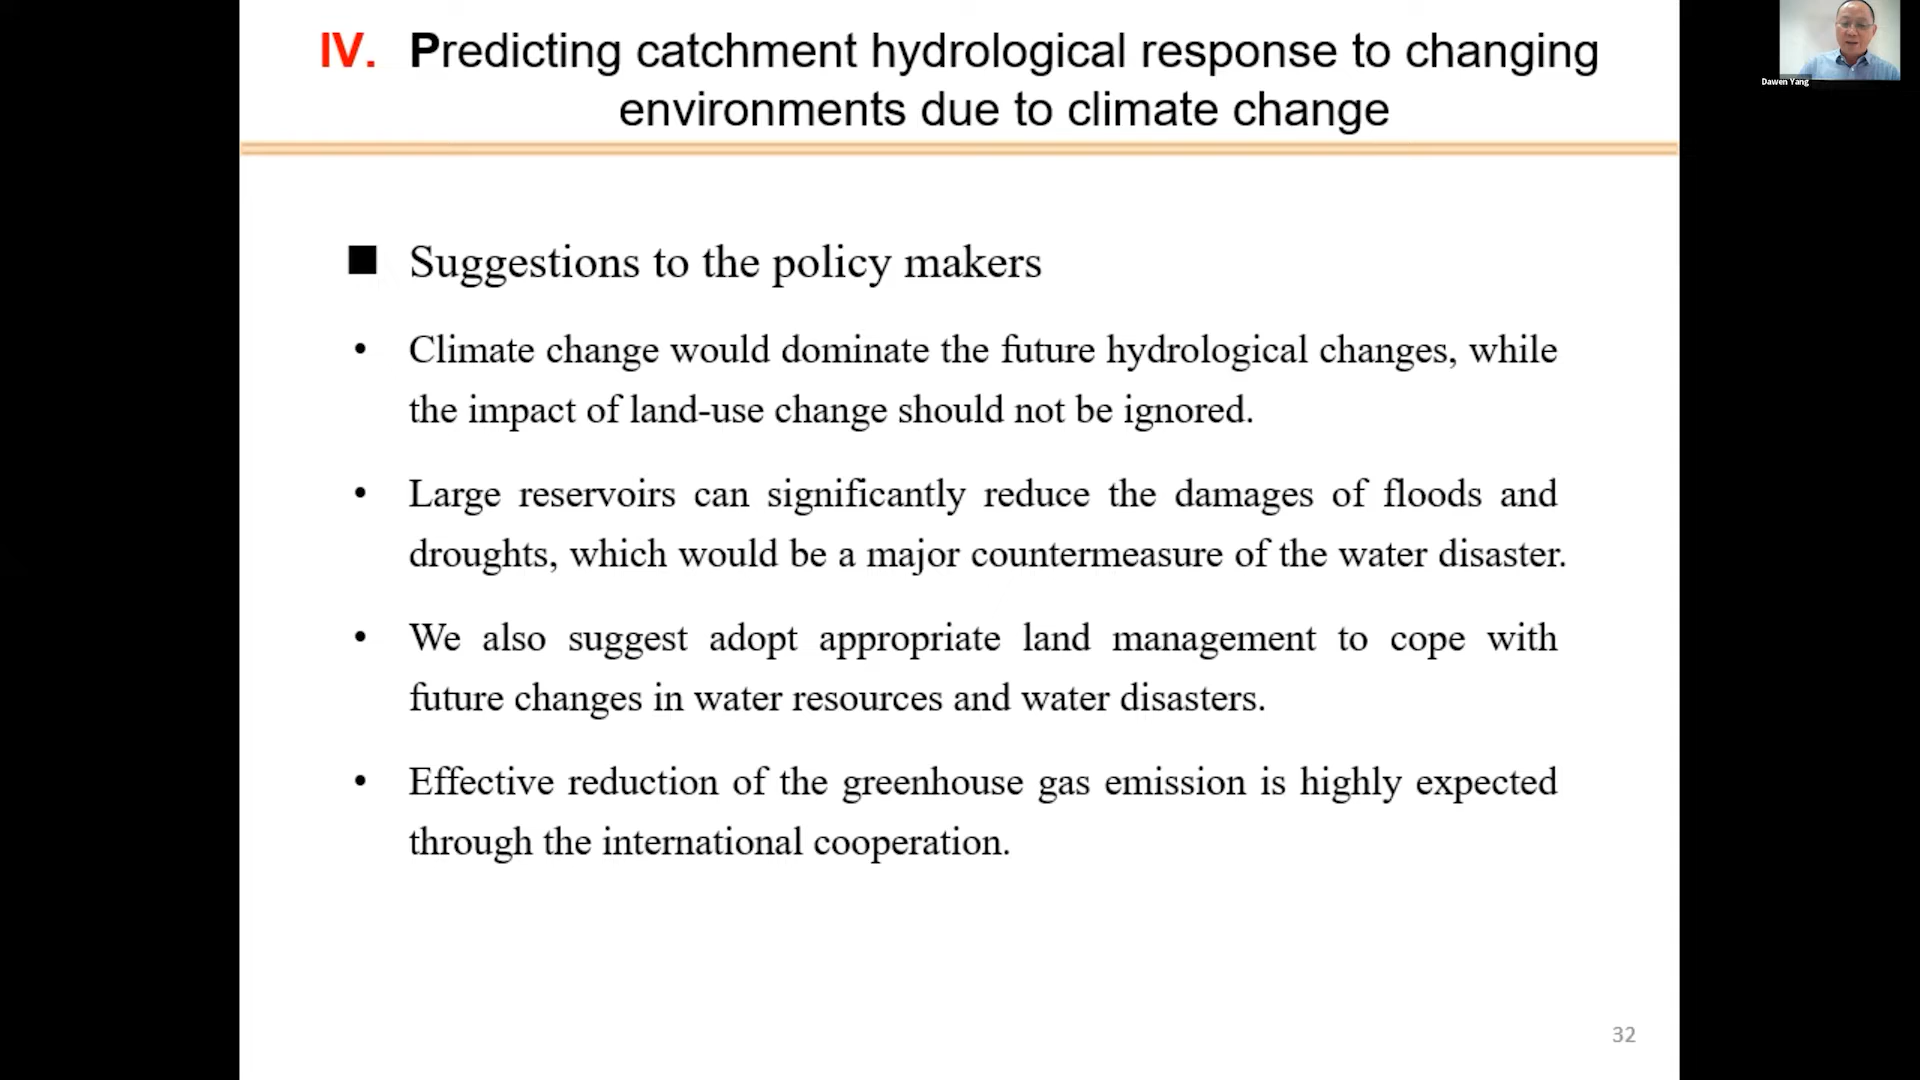 IV. Predicting catchment hydrological response to changing
environments due to climate change
Dawen Yang
■ Suggestions to the policy makers
• Climate change would dominate the future hydrological changes, while
the impact of land-use change should not be ignored.
• Large reservoirs can significantly reduce the damages of floods and
droughts, which would be a major countermeasure of the water disaster.
• We also suggest adopt appropriate land management to cope with
future changes in water resources and water disasters.
• Effective reduction of the greenhouse gas emission is highly expected
through the international cooperation.
32